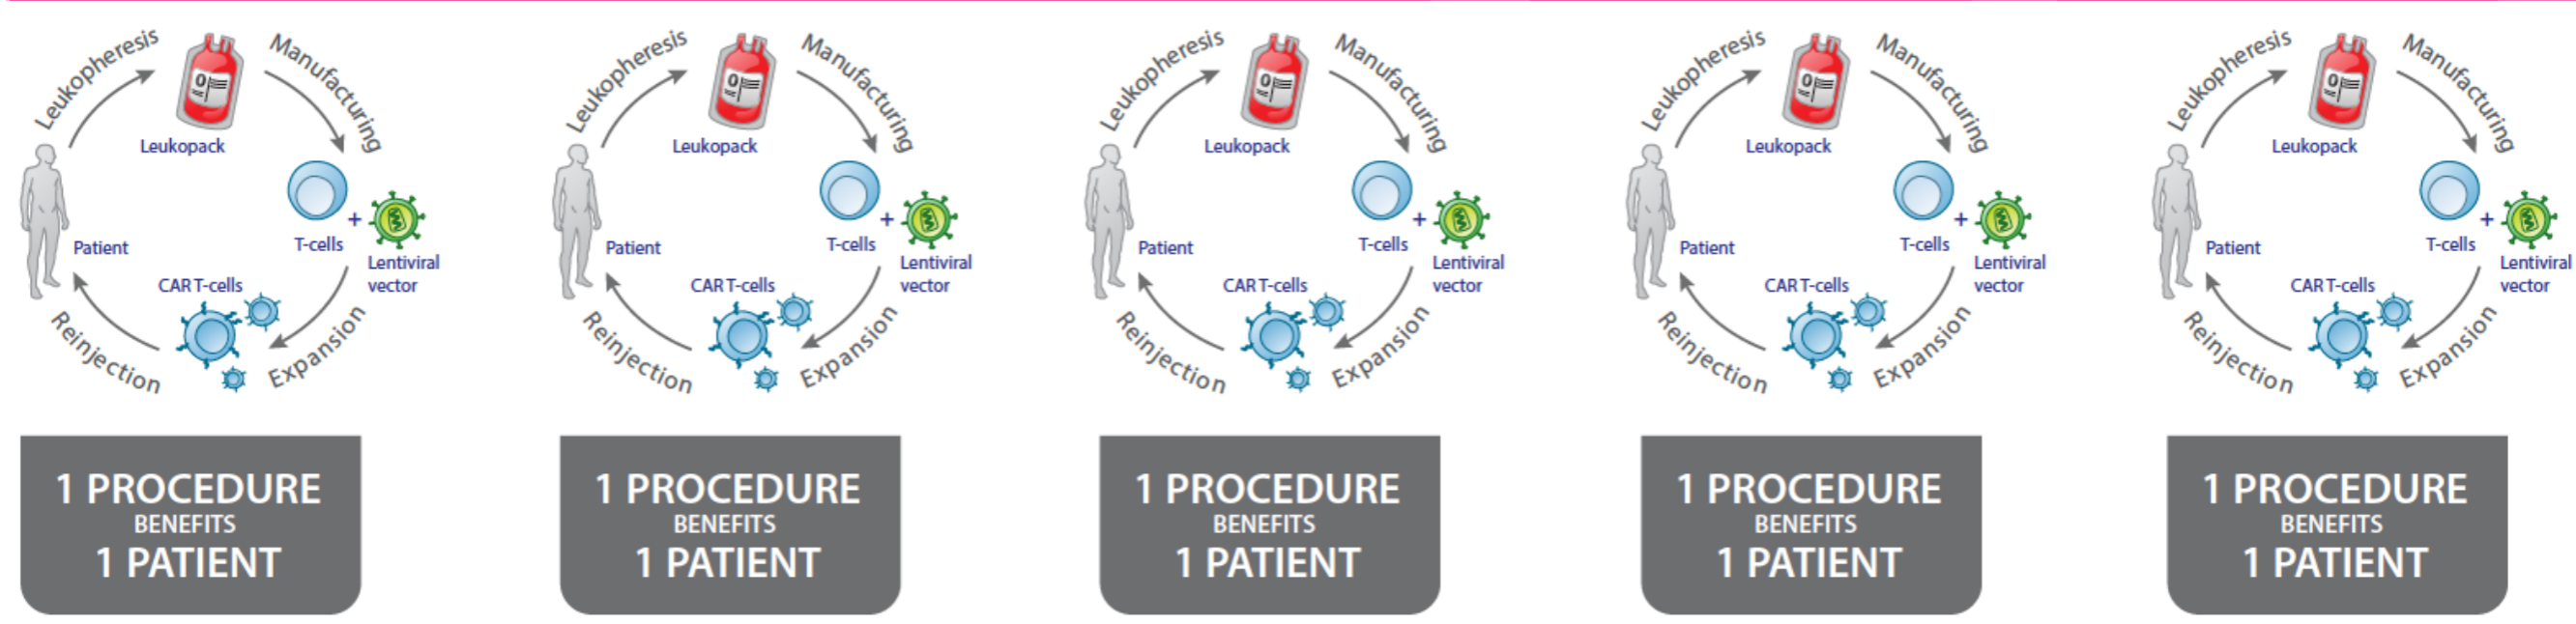 Leukopheresis
Manufacturing
Leukopack
Patient
T-cells
+
Lentiviral
vector
CAR T-cells
Reinjection
Expansion
1 PROCEDURE
BENEFITS
1 PATIENT
Leukopheresis
Manufacturing
Leukopack
Patient
T-cells
+
Lentiviral
vector
CAR T-cells
Reinjection
Expansion
1 PROCEDURE
BENEFITS
1 PATIENT
Leukopheresis
Manufacturing
Leukopack
Patient
T-cells
+
Lentiviral
vector
CAR T-cells
Reinjection
Expansion
1 PROCEDURE
BENEFITS
1 PATIENT
Leukopheresis
Manufacturing
Leukopack
Patient
T-cells
+
Lentiviral
vector
CAR T-cells
Reinjection
Expansion
1 PROCEDURE
BENEFITS
1 PATIENT
Leukopheresis
Manufacturing
Leukopack
Patient
T-cells
+
Lentiviral
vector
CAR T-cells
Reinjection
Expansion
1 PROCEDURE
BENEFITS
1 PATIENT